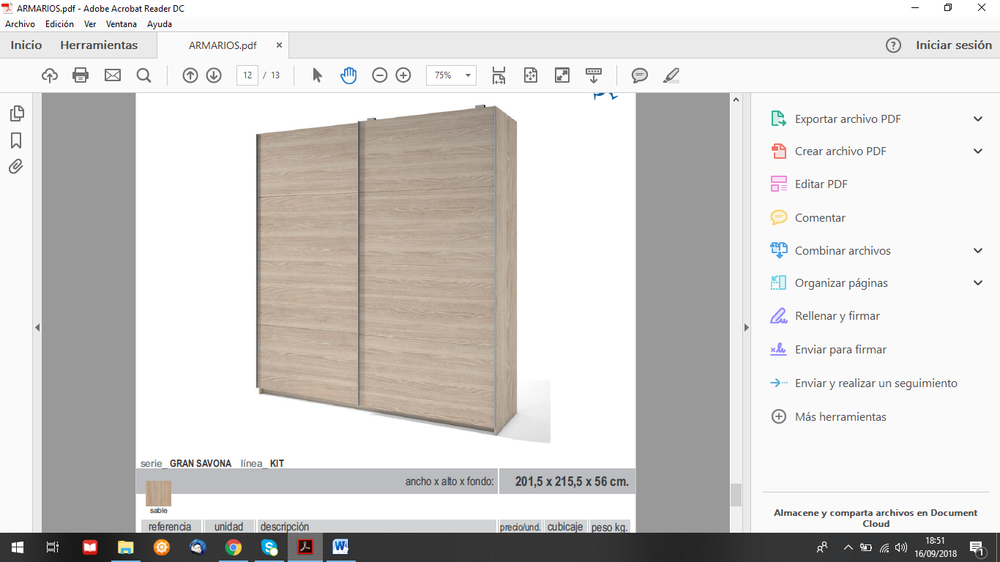 ARMARIOS.pdf - Adobe Acrobat Reader DC
Archivo Edición Ver Ventana Ayuda
Inicio Herramientas ARMARIOS.pdf × ? Iniciar sesión
12 / 13 75%
Exportar archivo PDF
Crear archivo PDF
Editar PDF
Comentar
Combinar archivos
Organizar páginas
Rellenar y firmar
Enviar para firmar
Enviar y realizar un seguimiento
Más herramientas
serie_ GRAN SAVONA línea_ KIT
ancho x alto x fondo: 201,5 x 215,5 x 56 cm.
sable
referencia unidad descripción precio/und. cubicaje peso kg.
Almacene y comparta archivos en Document
Cloud
18:51
16/09/2018
1